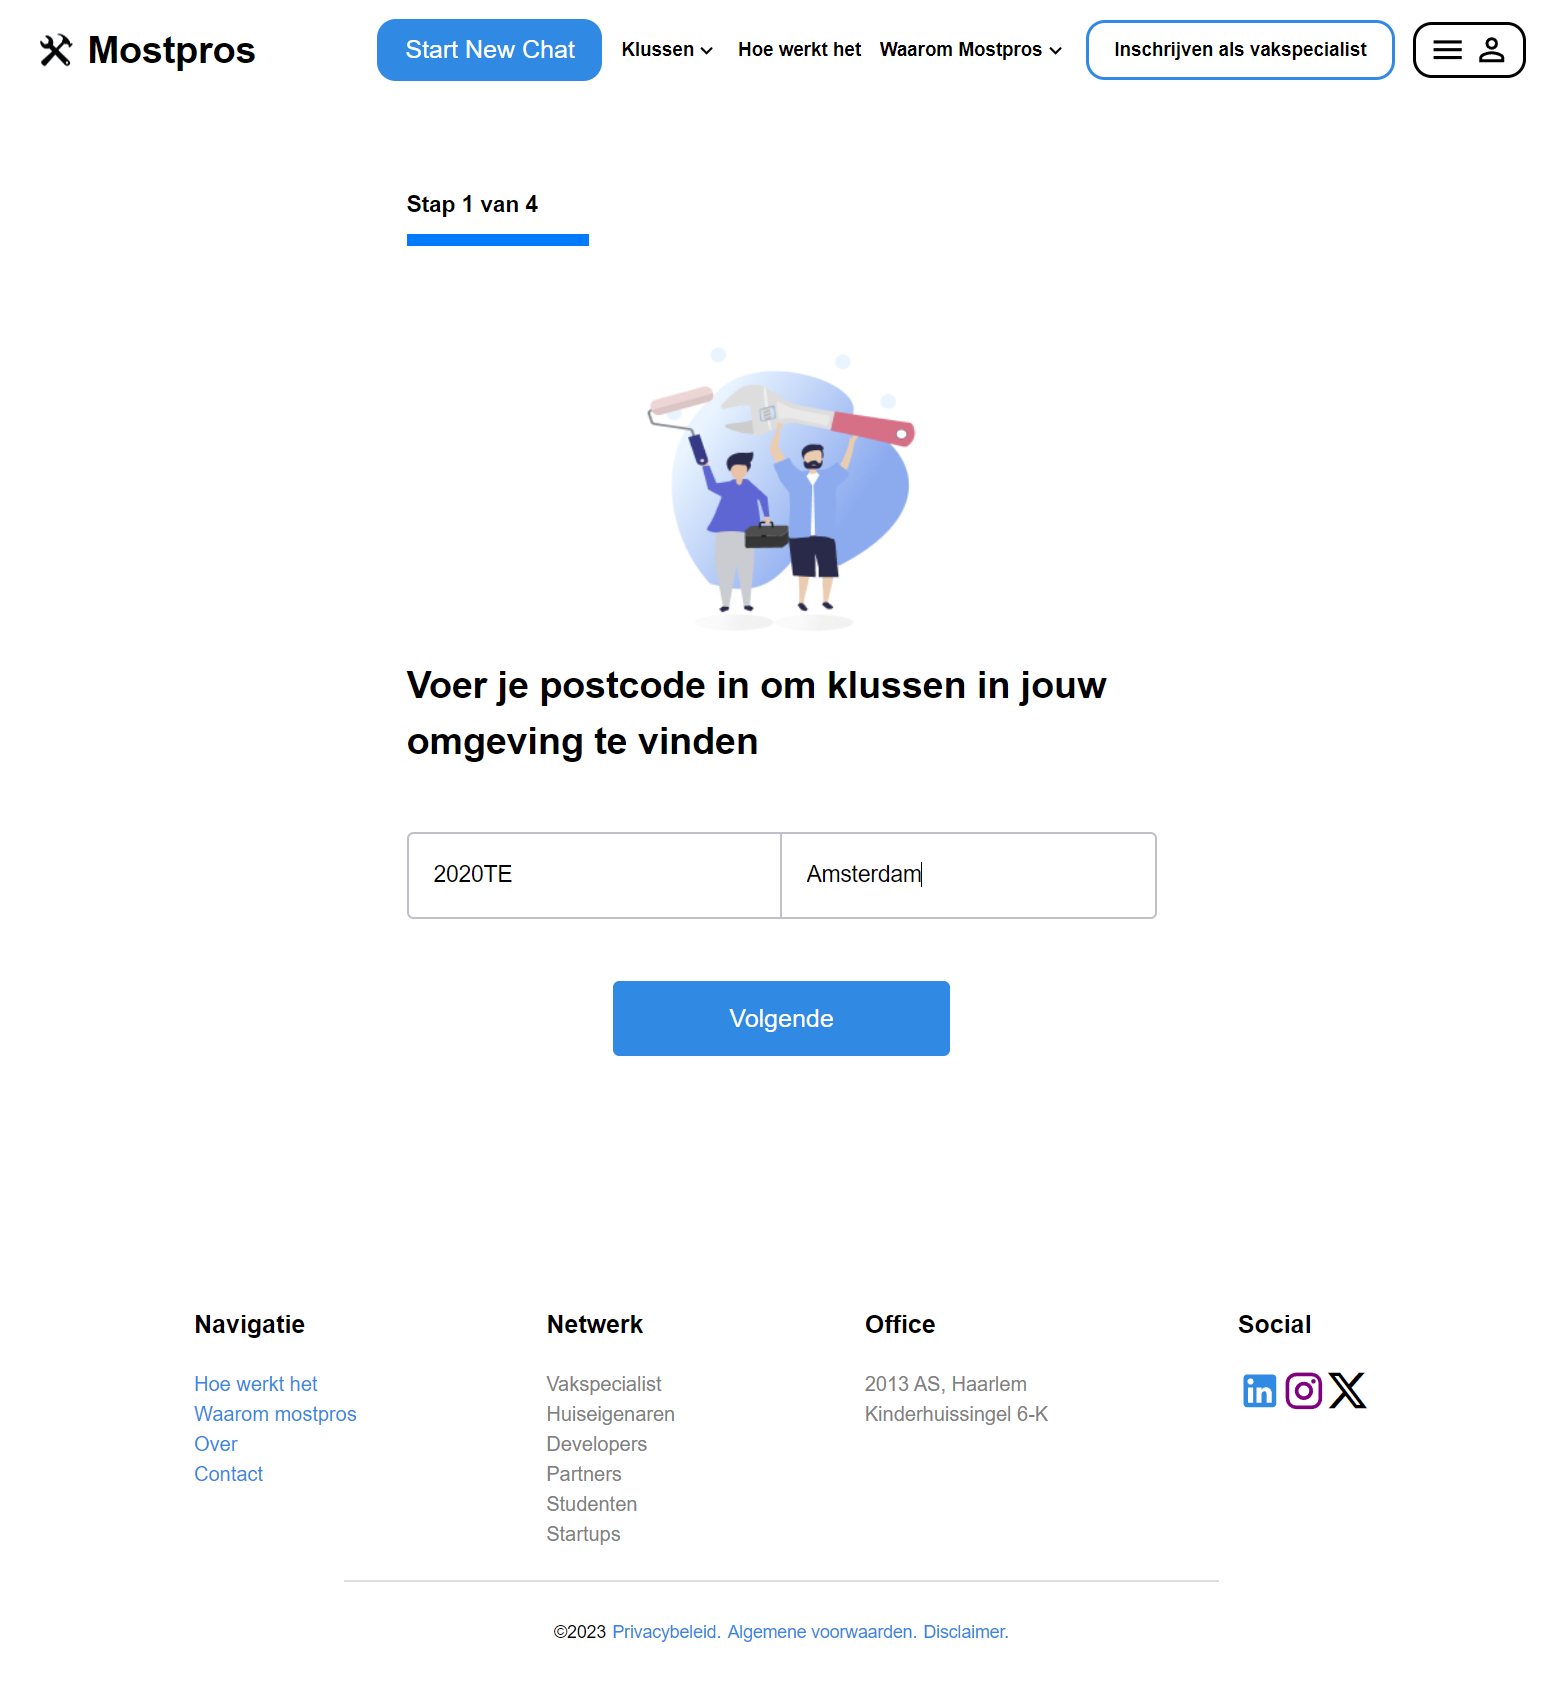 Mostpros
Start New Chat
Klussen
Hoe werkt het
Waarom Mostpros
Inschrijven als vakspecialist
Stap 1 van 4
Voer je postcode in om klussen in jouw
omgeving te vinden
2020TE
Amsterdam
Volgende
Navigatie
Hoe werkt het
Waarom mostpros
Over
Contact
Netwerk
Vakspecialist
Huiseigenaren
Developers
Partners
Studenten
Startups
Office
2013 AS, Haarlem
Kinderhuissingel 6-K
Social
©2023 Privacybeleid. Algemene voorwaarden. Disclaimer.